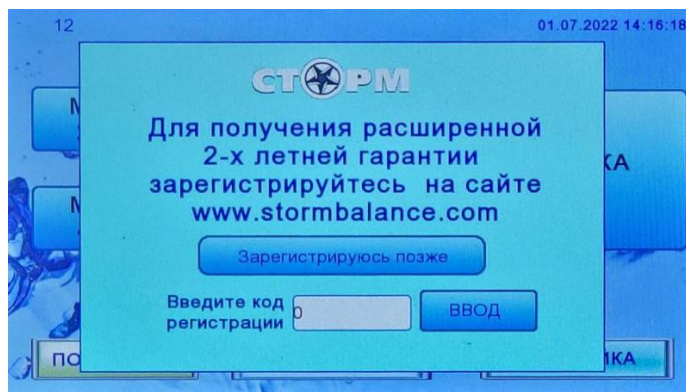 12
01.07.2022 14:16:18
СТОРМ
Для получения расширенной
2-х летней гарантии
зарегистрируйтесь на сайте
www.stormbalance.com
Зарегистрируюсь позже
Введите код
регистрации
0
ВВОД